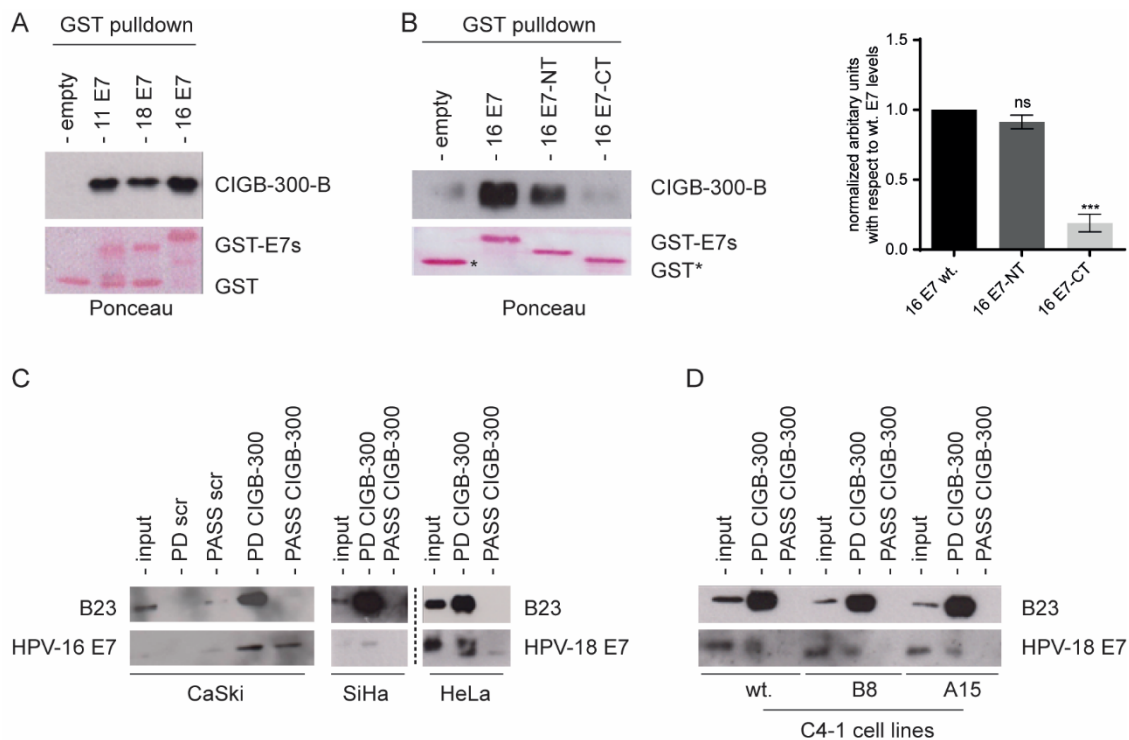 A
GST pulldown
- empty
- 11 E7
- 18 E7
- 16 E7
CIGB-300-B
GST-E7s
GST
Ponceau
B
GST pulldown
- empty
- 16 E7
- 16 E7-NT
- 16 E7-CT
CIGB-300-B
*
GST-E7s
GST*
Ponceau
normalized arbitary units
with respect to wt. E7 levels
1.5
1.0
0.5
0.0
ns
***
16 E7 wt.
16 E7-NT
16 E7-CT
C
- input
- PD scr
- PASS scr
- PD CIGB-300
- PASS CIGB-300
- input
- PD CIGB-300
- PASS CIGB-300
- input
- PD CIGB-300
- PASS CIGB-300
B23
B23
HPV-16 E7
HPV-18 E7
CaSki
SiHa
HeLa
D
- input
- PD CIGB-300
- PASS CIGB-300
- input
- PD CIGB-300
- PASS CIGB-300
- input
- PD CIGB-300
- PASS CIGB-300
B23
HPV-18 E7
wt.
B8
A15
C4-1 cell lines